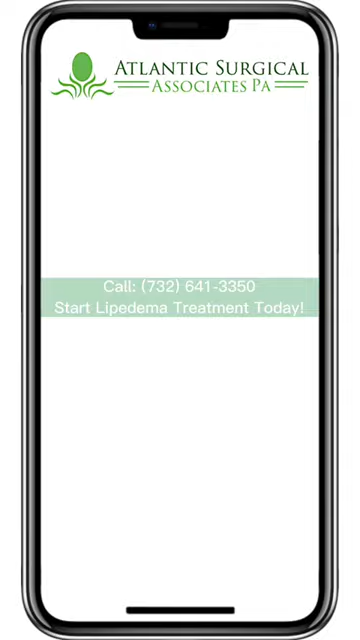 ATLANTIC SURGICAL
ASSOCIATES PA
Call: (732) 641-3350
Start Lipedema Treatment Today!